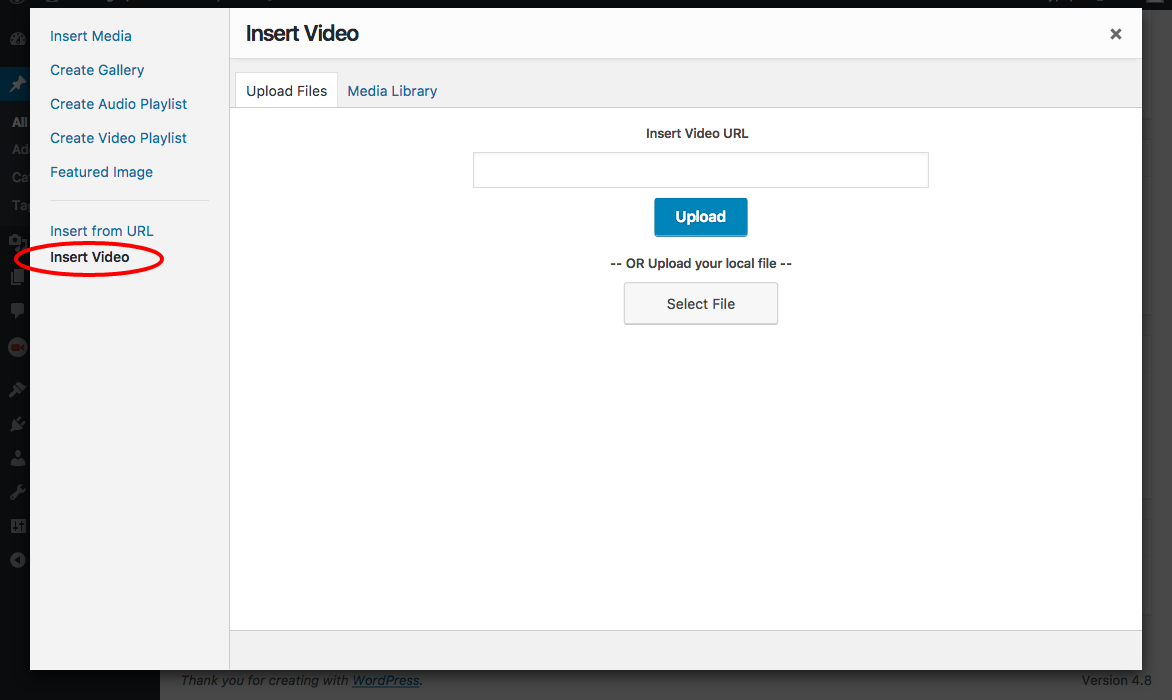 Insert Media
Create Gallery
Create Audio Playlist
Create Video Playlist
Featured Image
Insert from URL
Insert Video
Insert Video
×
Upload Files
Media Library
Insert Video URL
Upload
-- OR Upload your local file --
Select File
All
Thank you for creating with WordPress.
Version 4.8